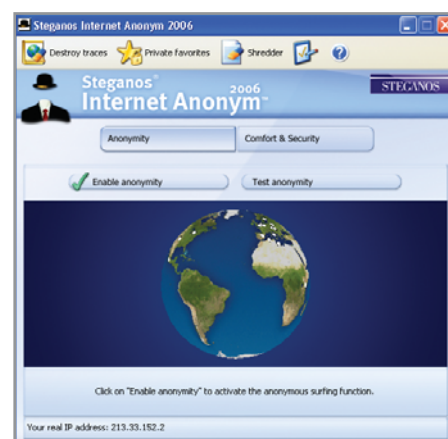 Steganos Internet Anonym 2006
Destroy traces Private favorites Shredder
Steganos®
Internet Anonym™ 2006
STEGANOS
Anonymity Comfort & Security
Enable anonymity Test anonymity
Click on "Enable anonymity" to activate the anonymous surfing function.
Your real IP address: 213.33.152.2